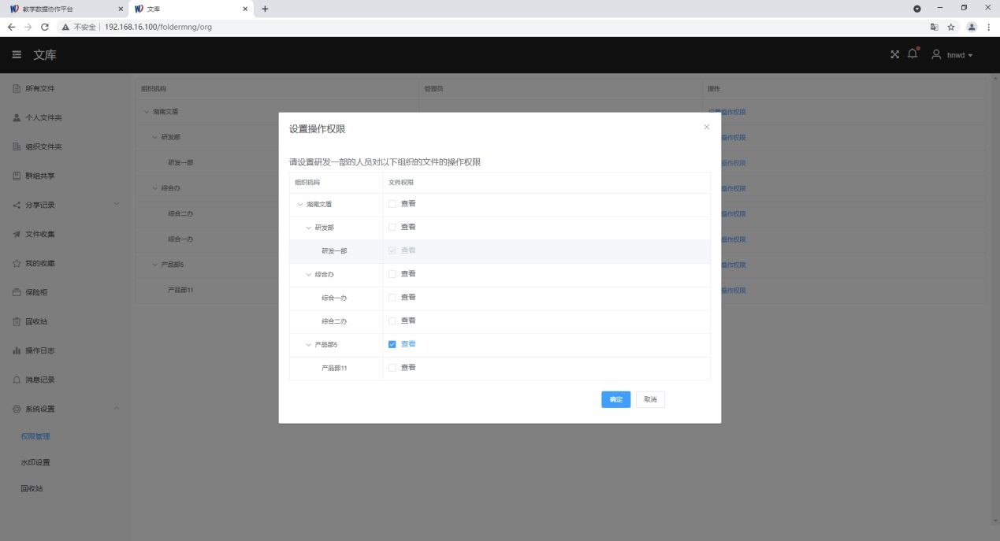 教学数据协作平台
文库
不安全 192.168.16.100/foldermng/org
文库
hnwd
所有文件
个人文件夹
组织文件夹
群组共享
分享记录
文件收集
我的收藏
保险柜
回收站
操作日志
消息记录
系统设置
权限管理
水印设置
回收站
组织机构 管理员 操作
湖南文盾 设置操作权限
研发部 操作权限
研发一部 操作权限
综合办 操作权限
综合二办 操作权限
综合一办 操作权限
产品部5 操作权限
产品部11 操作权限
设置操作权限
请设置研发一部的人员对以下组织的文件的操作权限
组织机构 文件权限
湖南文盾 查看
研发部 查看
研发一部 查看
综合办 查看
综合一办 查看
综合二办 查看
产品部5 查看
产品部11 查看
确定 取消